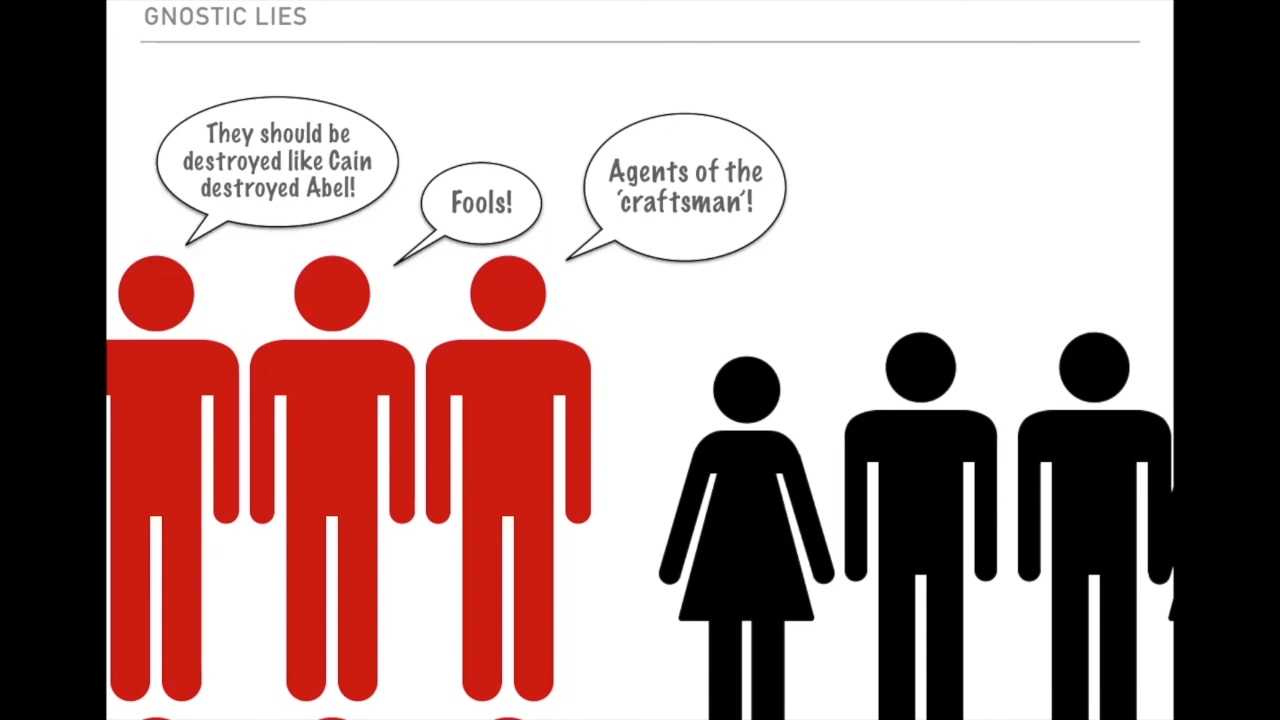 GNOSTIC LIES
They should be
destroyed like Cain
destroyed Abel!
Fools!
Agents of the
‘craftsman’!